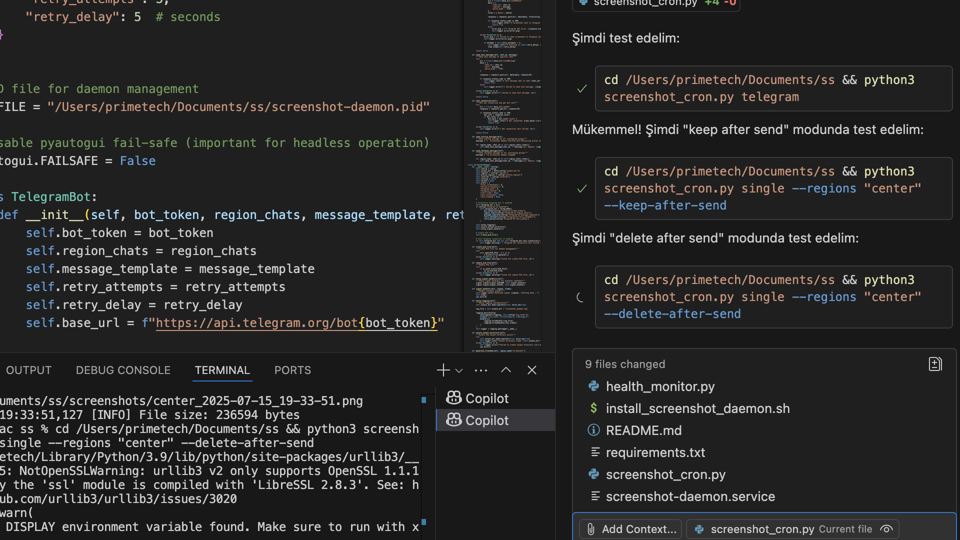 "retry_delay": 5  # seconds
}
D file for daemon management
FILE = "/Users/primetech/Documents/ss/screenshot-daemon.pid"
sable pyautogui fail-safe (important for headless operation)
togui.FAILSAFE = False
s TelegramBot:
def __init__(self, bot_token, region_chats, message_template, ret
self.bot_token = bot_token
self.region_chats = region_chats
self.message_template = message_template
self.retry_attempts = retry_attempts
self.retry_delay = retry_delay
self.base_url = f"https://api.telegram.org/bot{bot_token}"
OUTPUT DEBUG CONSOLE TERMINAL PORTS
uments/ss/screenshots/center_2025-07-15_19-33-51.png
19:33:51,127 [INFO] File size: 236594 bytes
ac ss % cd /Users/primetech/Documents/ss && python3 screensh
single --regions "center" --delete-after-send
etech/Library/Python/3.9/lib/python/site-packages/urllib3/__
5: NotOpenSSLWarning: urllib3 v2 only supports OpenSSL 1.1.1
y the 'ssl' module is compiled with 'LibreSSL 2.8.3'. See: h
ub.com/urllib3/urllib3/issues/3020
warn(
DISPLAY environment variable found. Make sure to run with x
Copilot
Copilot
screenshot_cron.py +4 -0
Şimdi test edelim:
cd /Users/primetech/Documents/ss && python3
screenshot_cron.py telegram
Mükemmel! Şimdi "keep after send" modunda test edelim:
cd /Users/primetech/Documents/ss && python3
screenshot_cron.py single --regions "center"
--keep-after-send
Şimdi "delete after send" modunda test edelim:
cd /Users/primetech/Documents/ss && python3
screenshot_cron.py single --regions "center"
--delete-after-send
9 files changed
health_monitor.py
$ install_screenshot_daemon.sh
README.md
requirements.txt
screenshot_cron.py
screenshot-daemon.service
Add Context... screenshot_cron.py Current file